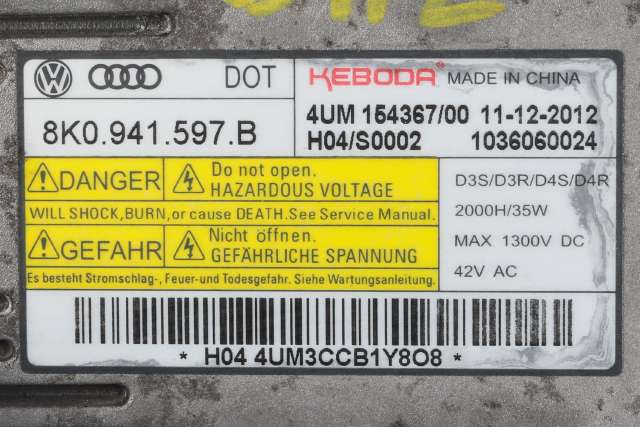 DOT
KEBODA® MADE IN CHINA
8K0.941.597.B
4UM 154367/00 11-12-2012
H04/S0002 1036060024
DANGER
Do not open.
HAZARDOUS VOLTAGE
WILL SHOCK,BURN,or cause DEATH.See Service Manual.
GEFAHR
Nicht öffnen.
GEFÄHRLICHE SPANNUNG
Es besteht Stromschlag-, Feuer-und Todesgefahr. Siehe Wartungsanleitung.
D3S/D3R/D4S/D4R
2000H/35W
MAX 1300V DC
42V AC
* H04 4UM3CCB1Y8O8 *